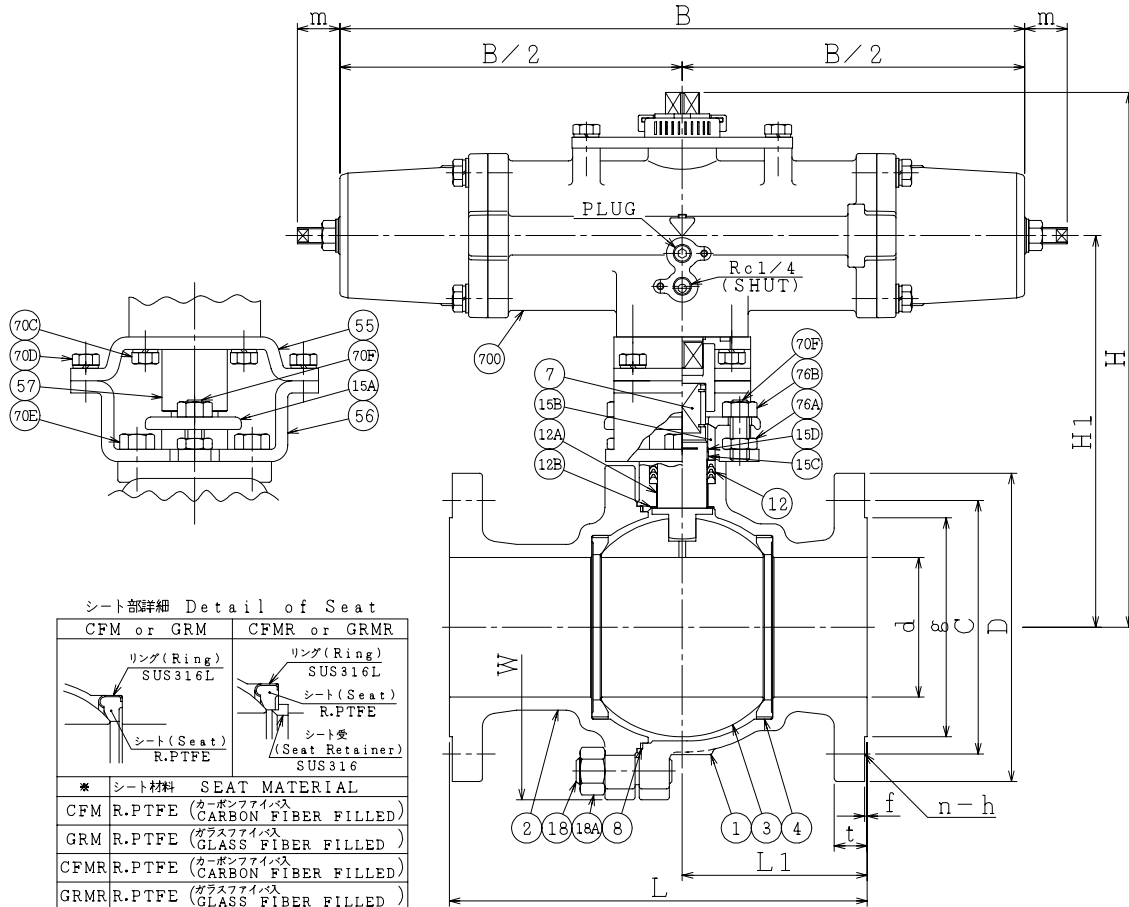 m
B
m
B/2
B/2
PLUG
Rc1/4
(SHUT)
H
H1
70C
70D
57
70E
55
70F
15A
56
700
7
15B
12A
12B
70F
76B
76A
15D
15C
12
d
g
C
D
W
2
18
18A
8
1
3
4
t
f
n-h
L1
L
シート部詳細 Detail of Seat
CFM or GRM
CFMR or GRMR
リング(Ring)
SUS316L
シート(Seat)
R.PTFE
リング(Ring)
SUS316L
シート(Seat)
R.PTFE
シート受
(Seat Retainer)
SUS316
※ シート材料 SEAT MATERIAL
CFM R.PTFE (カーボンファイバ入
CARBON FIBER FILLED)
GRM R.PTFE (ガラスファイバ入
GLASS FIBER FILLED)
CFMR R.PTFE (カーボンファイバ入
CARBON FIBER FILLED)
GRMR R.PTFE (ガラスファイバ入
GLASS FIBER FILLED)